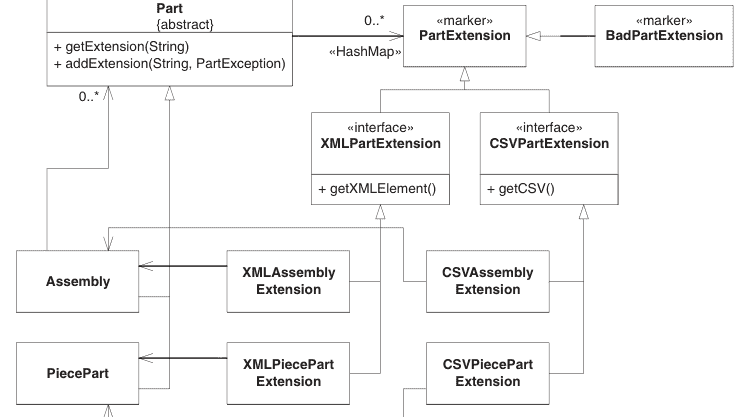 Part
{abstract}
+ getExtension(String)
+ addExtension(String, PartException)
0..*
«HashMap»
«marker»
PartExtension
«marker»
BadPartExtension
0..*
«interface»
XMLPartExtension
+ getXMLElement()
«interface»
CSVPartExtension
+ getCSV()
Assembly
XMLAssembly
Extension
CSVAssembly
Extension
PiecePart
XMLPiecePart
Extension
CSVPiecePart
Extension